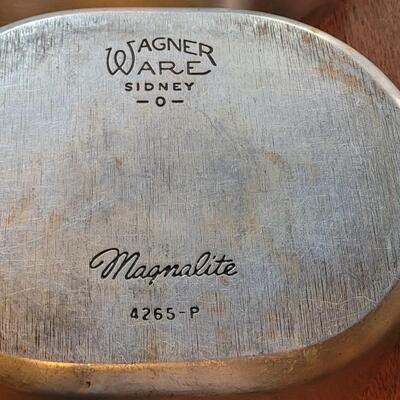 WAGNER
WARE
SIDNEY
-O-
Magnalite
4265-P